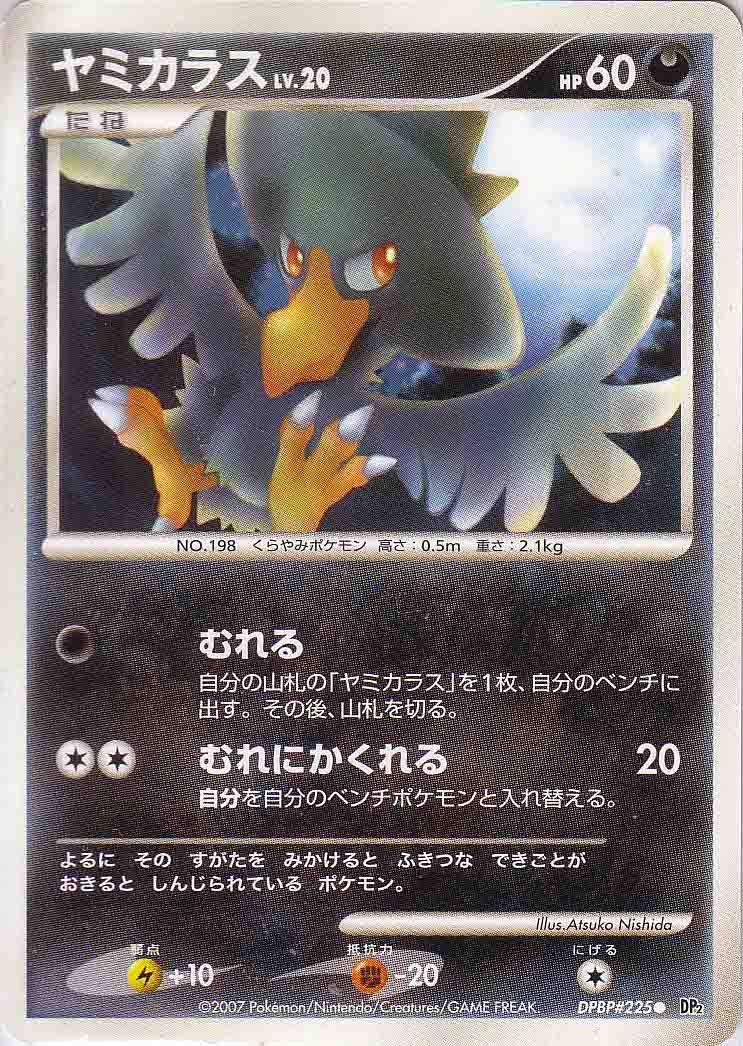 ヤミカラス LV.20 HP60
たね
NO.198 くらやみポケモン 高さ:0.5m 重さ:2.1kg
むれる
自分の山札の「ヤミカラス」を1枚、自分のベンチに
出す。その後、山札を切る。
むれにかくれる 20
自分を自分のベンチポケモンと入れ替える。
よるに その すがたを みかけると ふきつな できごとが
おきると しんじられている ポケモン。
Illus.Atsuko Nishida
弱点 抵抗力 にげる
+10 -20
©2007 Pokémon/Nintendo/Creatures/GAME FREAK. DPBP#225● DP2